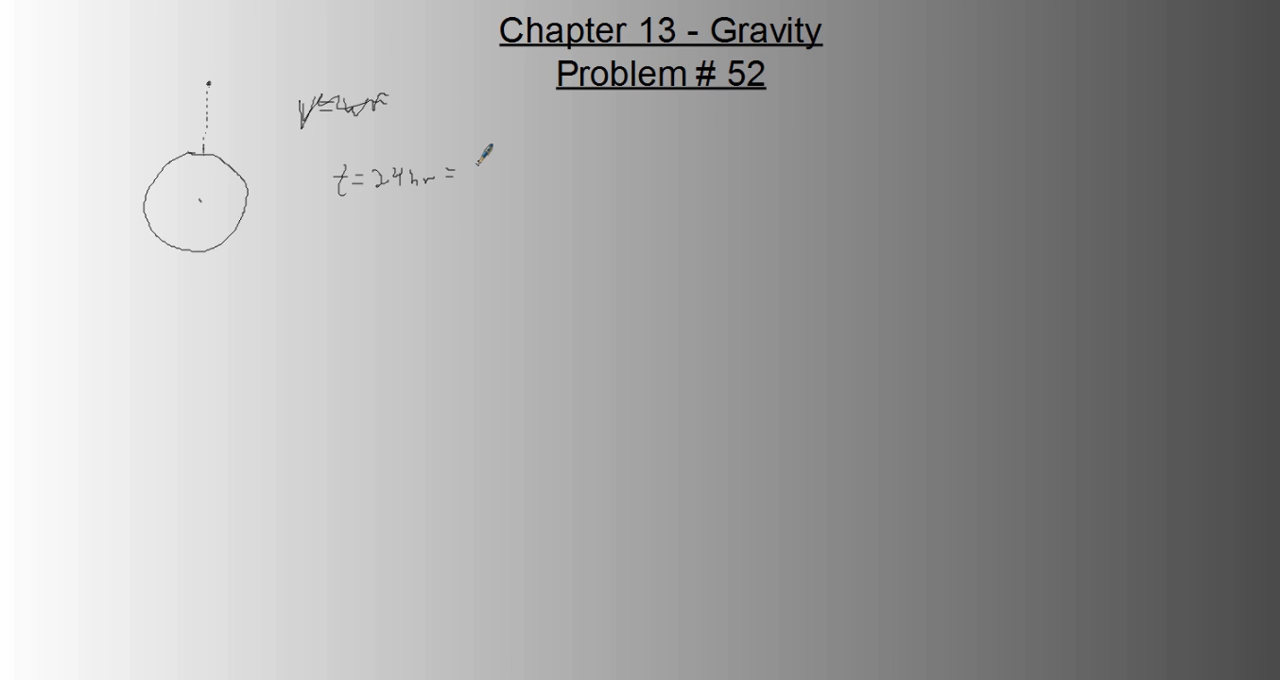 Chapter 13 - Gravity
Problem # 52
t=24hr=